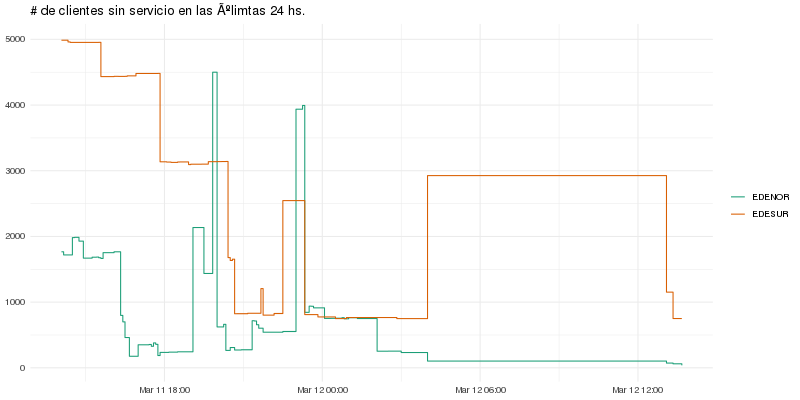 # de clientes sin servicio en las Ãºlimtas 24 hs.
5000
4000
3000
2000
1000
0
Mar 11 18:00
Mar 12 00:00
Mar 12 06:00
Mar 12 12:00
EDENOR
EDESUR